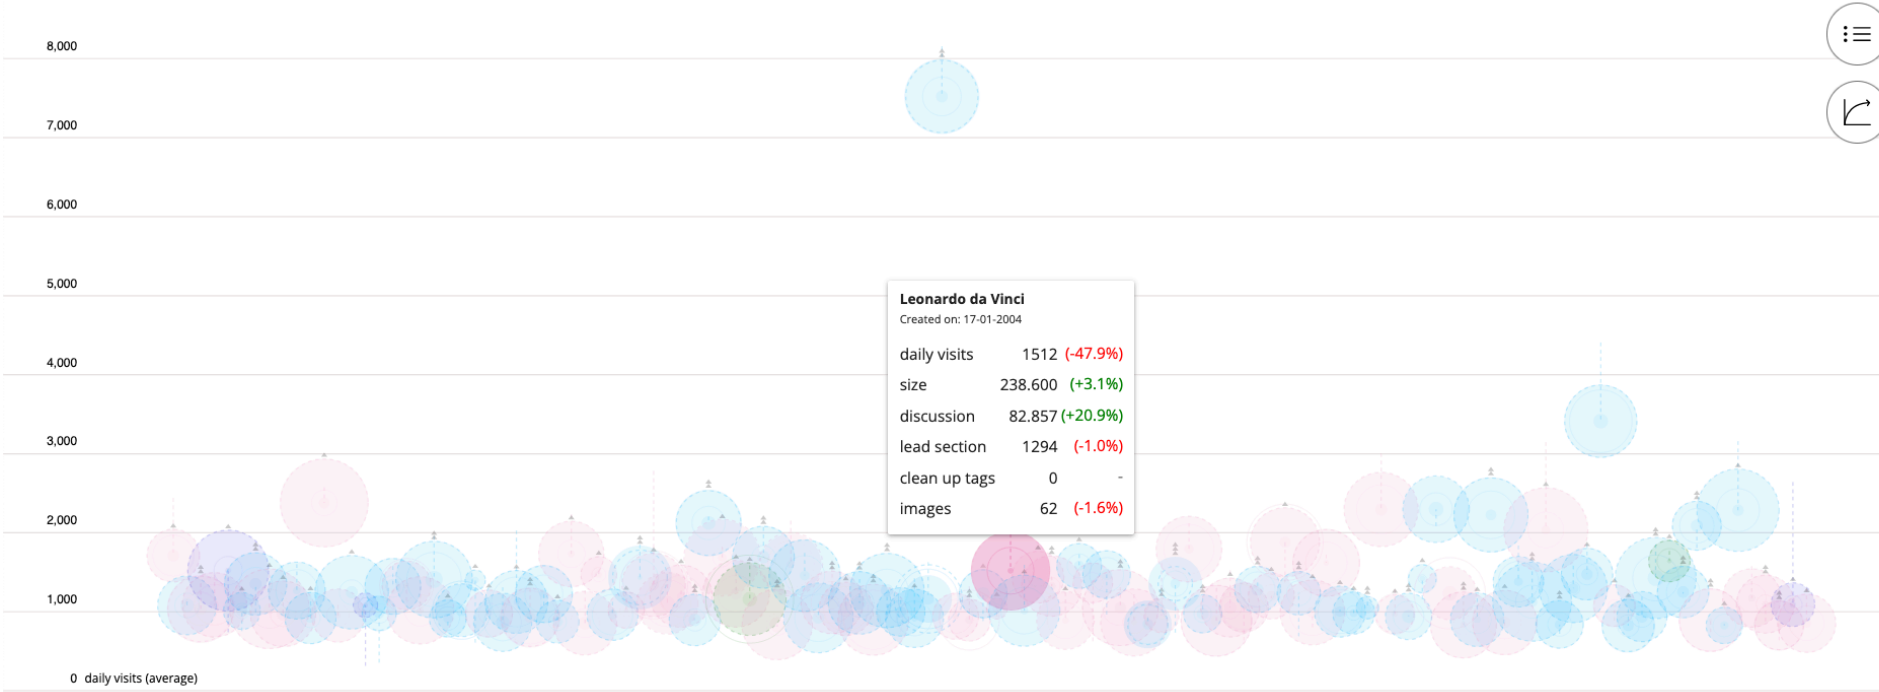 8,000
7,000
6,000
5,000
Leonardo da Vinci
Created on: 17-01-2004
daily visits 1512 (-47.9%)
4,000
size 238.600 (+3.1%)
discussion 82.857 (+20.9%)
3,000
lead section 1294 (-1.0%)
clean up tags 0 -
images 62 (-1.6%)
2,000
1,000
0 daily visits (average)